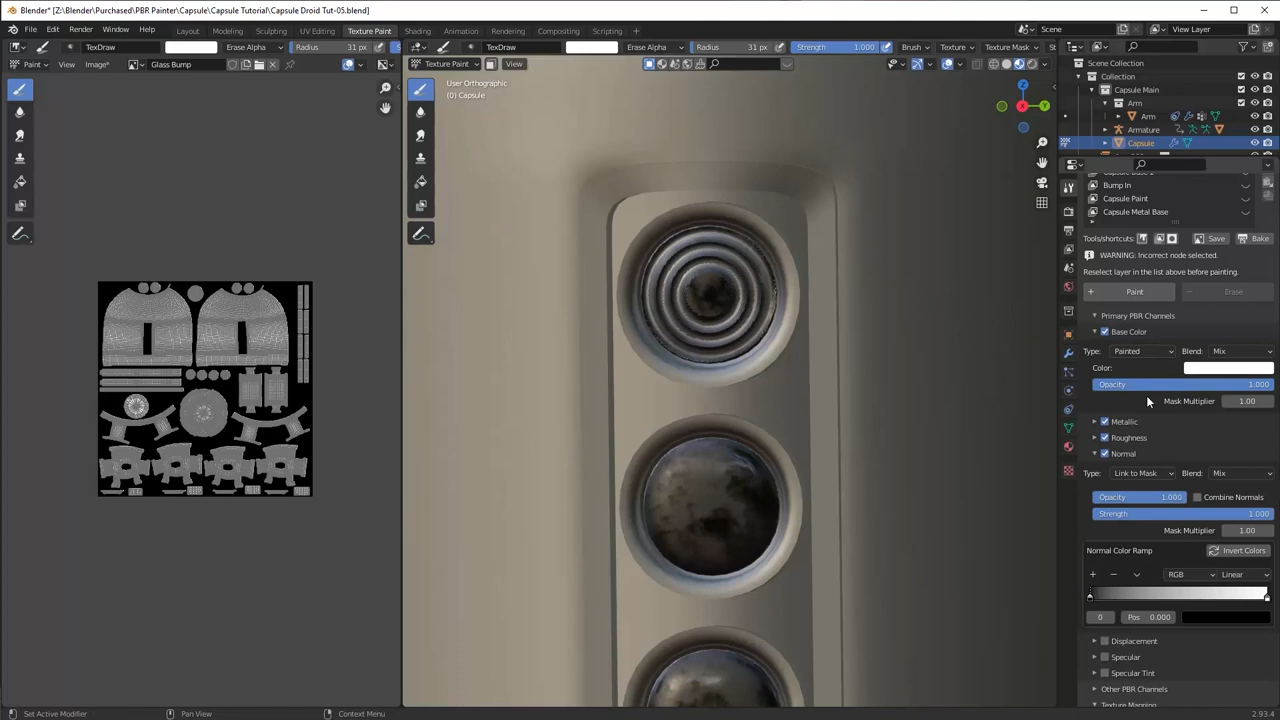 Blender* [Z:\Blender\Purchased\PBR Painter\Capsule\Capsule Tutorial\Capsule Droid Tut-05.blend]
File Edit Render Window Help Layout Modeling Sculpting UV Editing Texture Paint Shading Animation Rendering Compositing Scripting + Scene View Layer
TexDraw Erase Alpha Radius 31 px S TexDraw Erase Alpha Radius 31 px Strength 1.000 Brush Texture Texture Mask
Paint View Image* Glass Bump Texture Paint View
Scene Collection
Collection
Capsule Main
Arm
Arm
Armature
Capsule
User Orthographic
(0) Capsule
Bump In
Capsule Paint
Capsule Metal Base
Tools/shortcuts: Save Bake
WARNING: Incorrect node selected.
Reselect layer in the list above before painting.
+ Paint − Erase
Primary PBR Channels
Base Color
Type: Painted Blend: Mix
Color:
Opacity 1.000
Mask Multiplier 1.00
Metallic
Roughness
Normal
Type: Link to Mask Blend: Mix
Opacity 1.000 Combine Normals
Strength 1.000
Mask Multiplier 1.00
Normal Color Ramp Invert Colors
+ − RGB Linear
0 Pos 0.000
Displacement
Specular
Specular Tint
Other PBR Channels
Texture Mapping
Set Active Modifier Pan View Context Menu 2.93.4